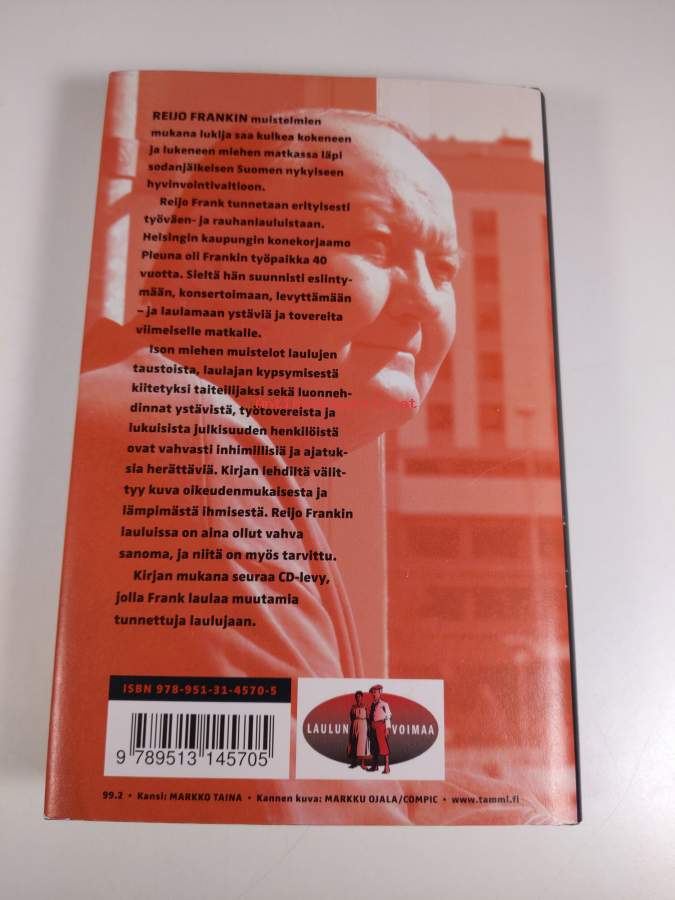 REIJO FRANKIN muistelmien
mukana lukija saa kulkea kokeneen
ja lukeneen miehen matkassa läpi
sodanjälkeisen Suomen nykyiseen
hyvinvointivaltioon.
Reijo Frank tunnetaan erityisesti
työväen- ja rauhanlauluistaan.
Helsingin kaupungin konekorjaamo
Pleuna oli Frankin työpaikka 40
vuotta. Sieltä hän suunnisti esiinty-
mään, konsertoimaan, levyttämään
– ja laulamaan ystäviä ja tovereita
viimeiselle matkalle.
Ison miehen muistelot laulujen
taustoista, laulajan kypsymisestä
kiitetyksi taiteilijaksi sekä luonneh-
dinnat ystävistä, työtovereista ja
lukuisista julkisuuden henkilöistä
ovat vahvasti inhimillisiä ja ajatuk-
sia herättäviä. Kirjan lehdiltä välit-
tyy kuva oikeudenmukaisesta ja
lämpimästä ihmisestä. Reijo Frankin
lauluissa on aina ollut vahva
sanoma, ja niitä on myös tarvittu.
Kirjan mukana seuraa CD-levy,
jolla Frank laulaa muutamia
tunnettuja laulujaan.
ISBN 978-951-31-4570-5
9 789513 145705
LAULUN VOIMAA
99.2 • Kansi: MARKKO TAINA • Kannen kuva: MARKKU OJALA/COMPIC • www.tammi.fi